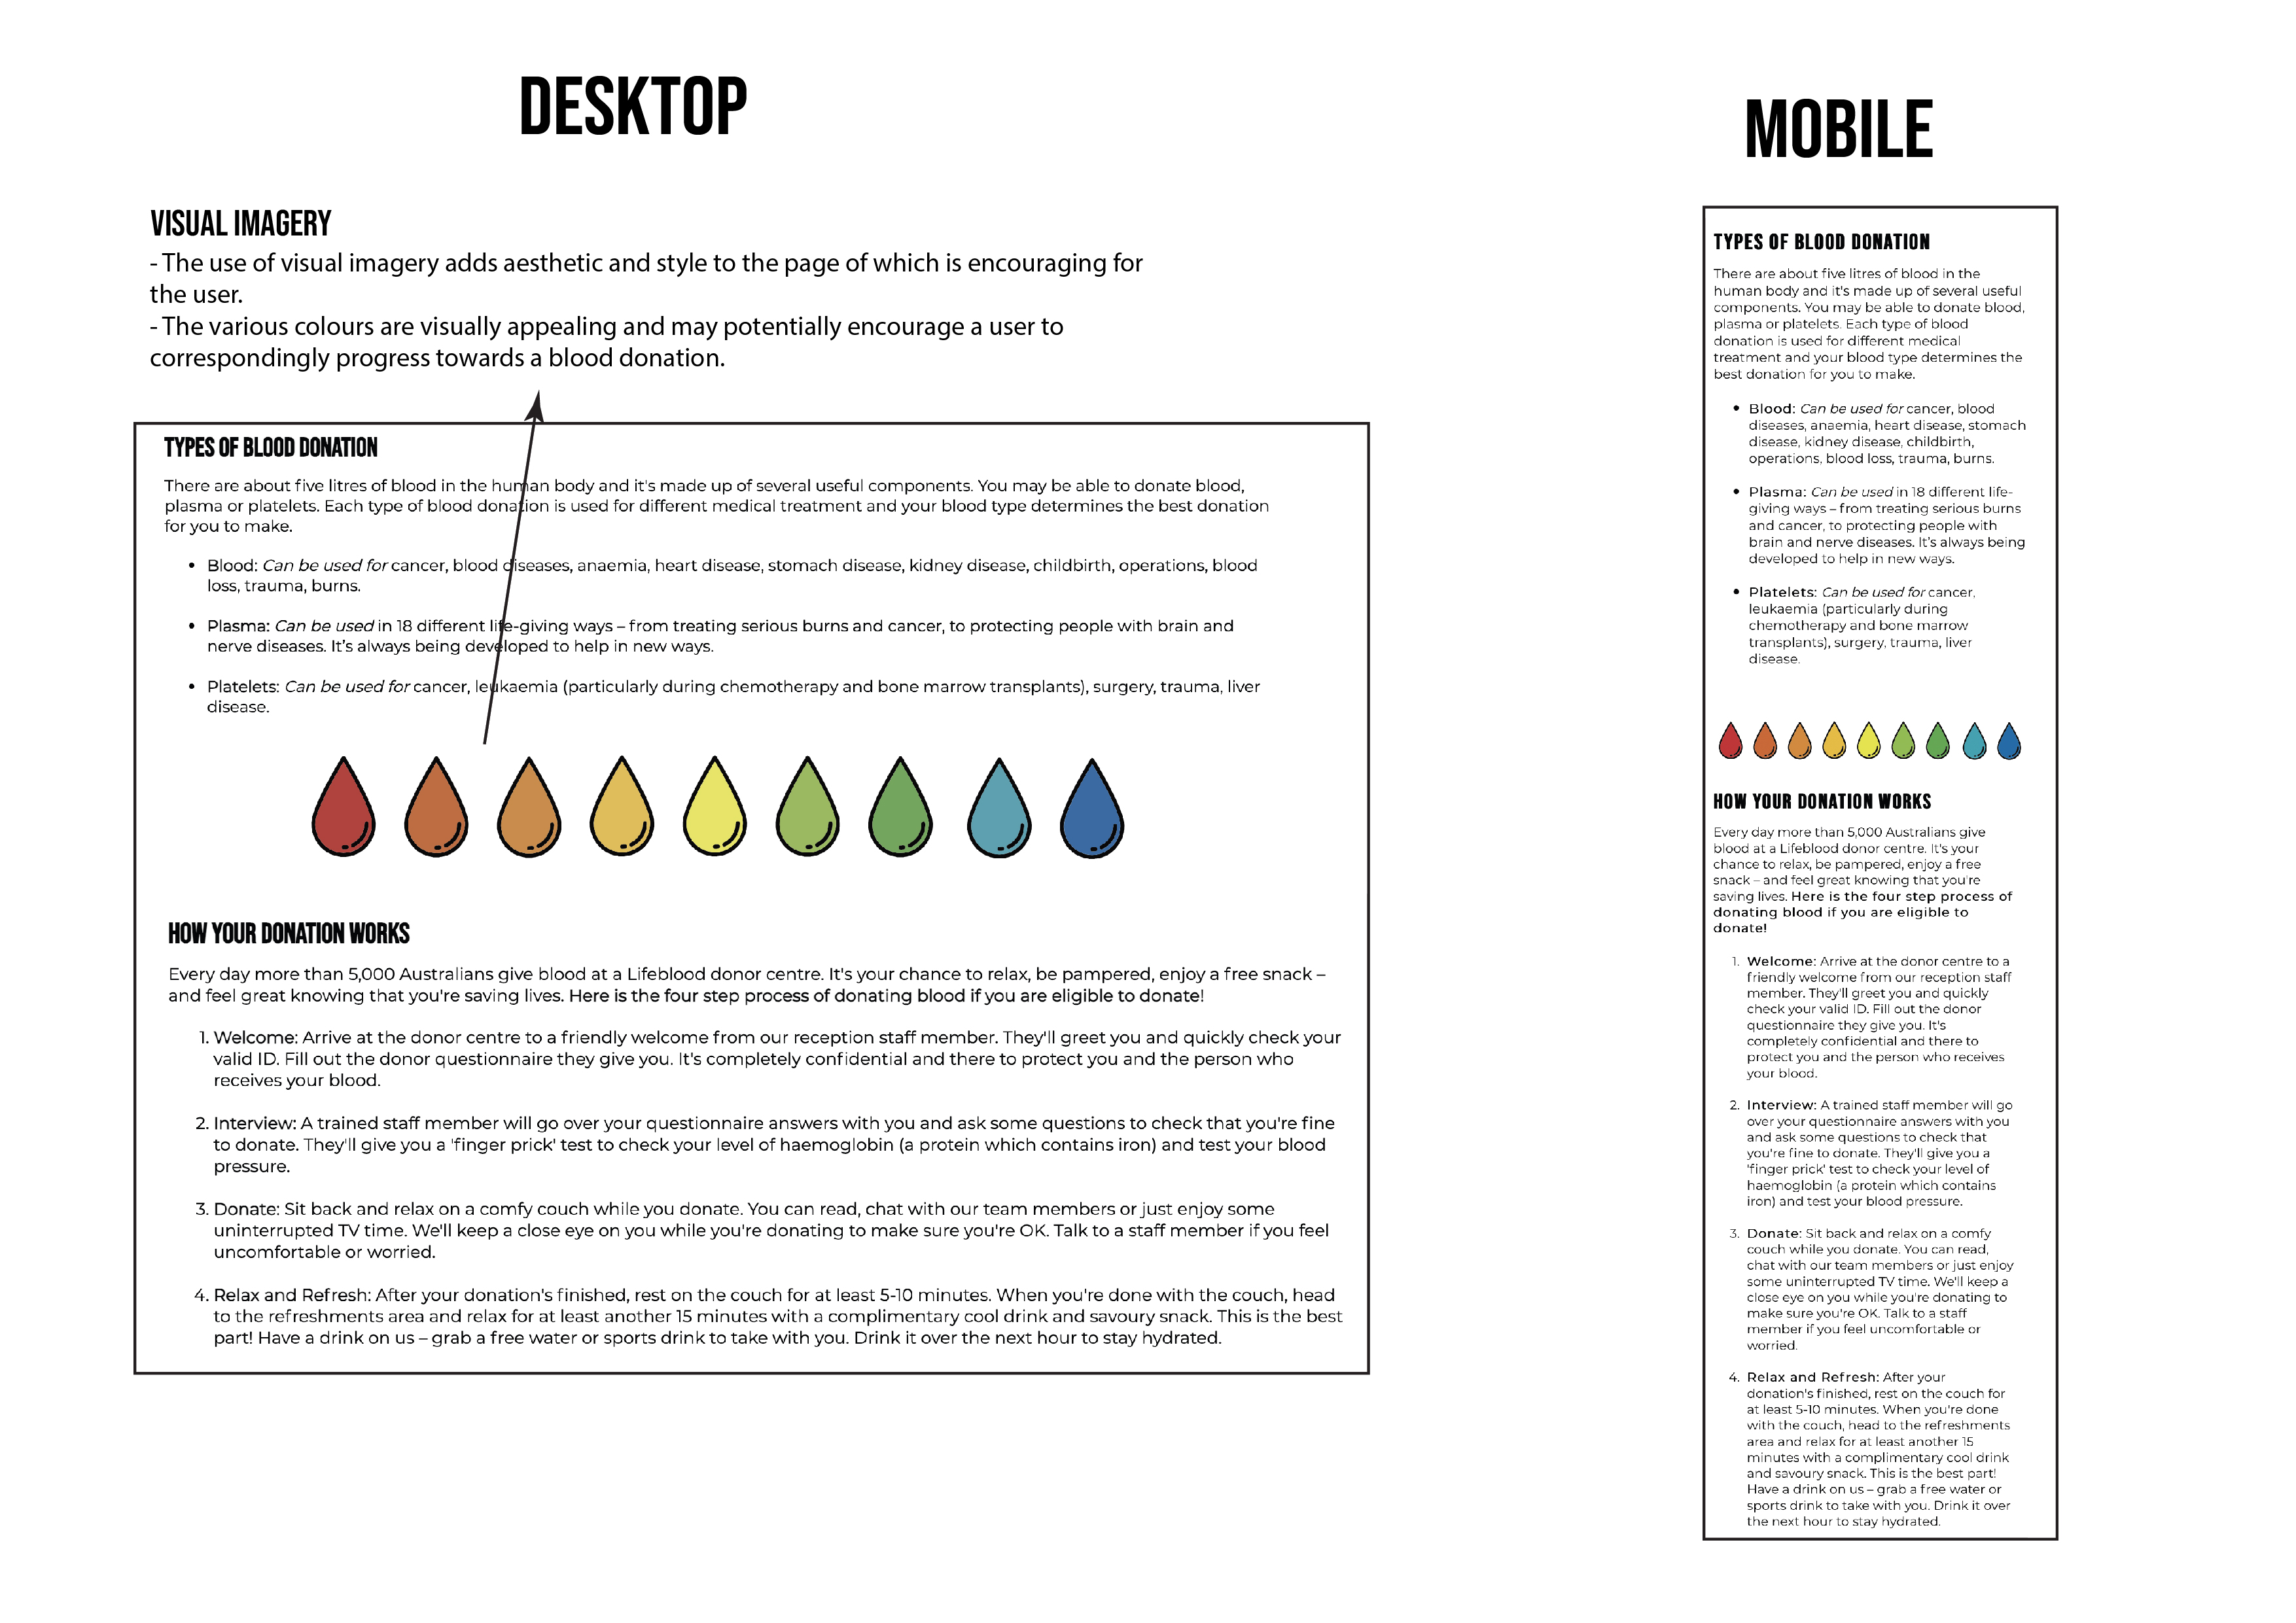 DESKTOP
VISUAL IMAGERY
- The use of visual imagery adds aesthetic and style to the page of which is encouraging for
the user.
- The various colours are visually appealing and may potentially encourage a user to
correspondingly progress towards a blood donation.
TYPES OF BLOOD DONATION
There are about five litres of blood in the human body and it's made up of several useful components. You may be able to donate blood,
plasma or platelets. Each type of blood donation is used for different medical treatment and your blood type determines the best donation
for you to make.
• Blood: Can be used for cancer, blood diseases, anaemia, heart disease, stomach disease, kidney disease, childbirth, operations, blood
loss, trauma, burns.
• Plasma: Can be used in 18 different life-giving ways – from treating serious burns and cancer, to protecting people with brain and
nerve diseases. It’s always being developed to help in new ways.
• Platelets: Can be used for cancer, leukaemia (particularly during chemotherapy and bone marrow transplants), surgery, trauma, liver
disease.
HOW YOUR DONATION WORKS
Every day more than 5,000 Australians give blood at a Lifeblood donor centre. It's your chance to relax, be pampered, enjoy a free snack –
and feel great knowing that you're saving lives. Here is the four step process of donating blood if you are eligible to donate!
1. Welcome: Arrive at the donor centre to a friendly welcome from our reception staff member. They'll greet you and quickly check your
valid ID. Fill out the donor questionnaire they give you. It's completely confidential and there to protect you and the person who
receives your blood.
2. Interview: A trained staff member will go over your questionnaire answers with you and ask some questions to check that you're fine
to donate. They'll give you a 'finger prick' test to check your level of haemoglobin (a protein which contains iron) and test your blood
pressure.
3. Donate: Sit back and relax on a comfy couch while you donate. You can read, chat with our team members or just enjoy some
uninterrupted TV time. We'll keep a close eye on you while you're donating to make sure you're OK. Talk to a staff member if you feel
uncomfortable or worried.
4. Relax and Refresh: After your donation's finished, rest on the couch for at least 5-10 minutes. When you're done with the couch, head
to the refreshments area and relax for at least another 15 minutes with a complimentary cool drink and savoury snack. This is the best
part! Have a drink on us – grab a free water or sports drink to take with you. Drink it over the next hour to stay hydrated.
MOBILE
TYPES OF BLOOD DONATION
There are about five litres of blood in the
human body and it's made up of several useful
components. You may be able to donate blood,
plasma or platelets. Each type of blood
donation is used for different medical
treatment and your blood type determines the
best donation for you to make.
• Blood: Can be used for cancer, blood
diseases, anaemia, heart disease, stomach
disease, kidney disease, childbirth,
operations, blood loss, trauma, burns.
• Plasma: Can be used in 18 different life-
giving ways – from treating serious burns
and cancer, to protecting people with
brain and nerve diseases. It’s always being
developed to help in new ways.
• Platelets: Can be used for cancer,
leukaemia (particularly during
chemotherapy and bone marrow
transplants), surgery, trauma, liver
disease.
HOW YOUR DONATION WORKS
Every day more than 5,000 Australians give
blood at a Lifeblood donor centre. It's your
chance to relax, be pampered, enjoy a free
snack – and feel great knowing that you're
saving lives. Here is the four step process of
donating blood if you are eligible to
donate!
1. Welcome: Arrive at the donor centre to a
friendly welcome from our reception staff
member. They'll greet you and quickly
check your valid ID. Fill out the donor
questionnaire they give you. It's
completely confidential and there to
protect you and the person who receives
your blood.
2. Interview: A trained staff member will go
over your questionnaire answers with you
and ask some questions to check that
you're fine to donate. They'll give you a
'finger prick' test to check your level of
haemoglobin (a protein which contains
iron) and test your blood pressure.
3. Donate: Sit back and relax on a comfy
couch while you donate. You can read,
chat with our team members or just enjoy
some uninterrupted TV time. We'll keep a
close eye on you while you're donating to
make sure you're OK. Talk to a staff
member if you feel uncomfortable or
worried.
4. Relax and Refresh: After your
donation's finished, rest on the couch for
at least 5-10 minutes. When you're done
with the couch, head to the refreshments
area and relax for at least another 15
minutes with a complimentary cool drink
and savoury snack. This is the best part!
Have a drink on us – grab a free water or
sports drink to take with you. Drink it over
the next hour to stay hydrated.